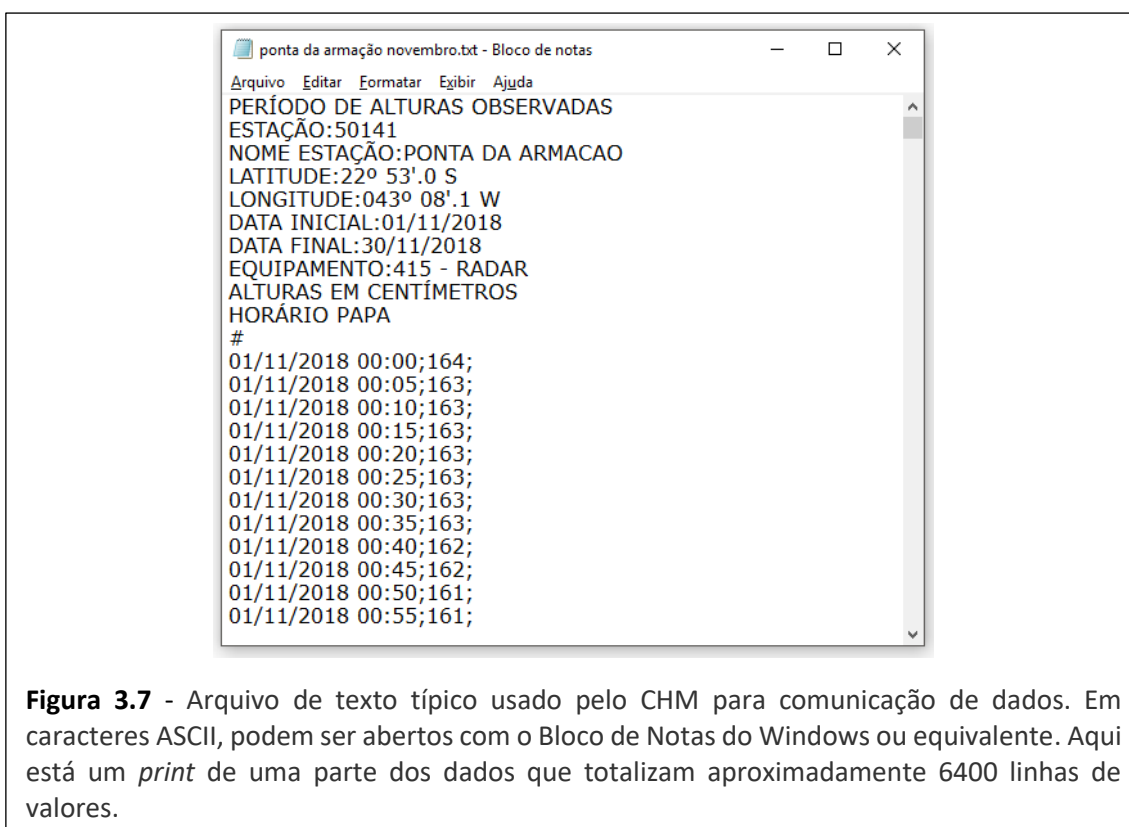 ponta da armação novembro.txt - Bloco de notas
Arquivo Editar Formatar Exibir Ajuda
PERÍODO DE ALTURAS OBSERVADAS
ESTAÇÃO:50141
NOME ESTAÇÃO:PONTA DA ARMACAO
LATITUDE:22º 53'.0 S
LONGITUDE:043º 08'.1 W
DATA INICIAL:01/11/2018
DATA FINAL:30/11/2018
EQUIPAMENTO:415 - RADAR
ALTURAS EM CENTÍMETROS
HORÁRIO PAPA
#
01/11/2018 00:00;164;
01/11/2018 00:05;163;
01/11/2018 00:10;163;
01/11/2018 00:15;163;
01/11/2018 00:20;163;
01/11/2018 00:25;163;
01/11/2018 00:30;163;
01/11/2018 00:35;163;
01/11/2018 00:40;162;
01/11/2018 00:45;162;
01/11/2018 00:50;161;
01/11/2018 00:55;161;
Figura 3.7 - Arquivo de texto típico usado pelo CHM para comunicação de dados. Em
caracteres ASCII, podem ser abertos com o Bloco de Notas do Windows ou equivalente. Aqui
está um print de uma parte dos dados que totalizam aproximadamente 6400 linhas de
valores.